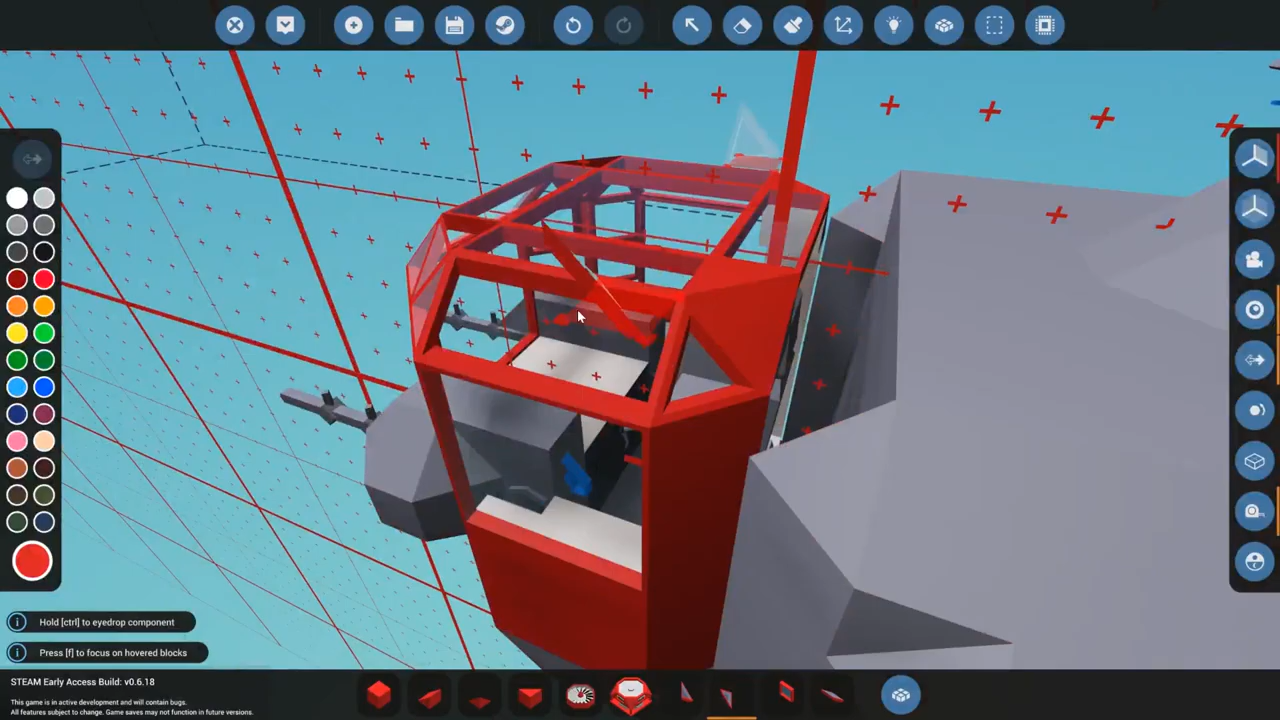 Hold [ctrl] to eyedrop component
Press [f] to focus on hovered blocks
STEAM Early Access Build: v0.6.18
This game is in active development and will contain bugs.
All features subject to change. Game saves may not function in future versions.